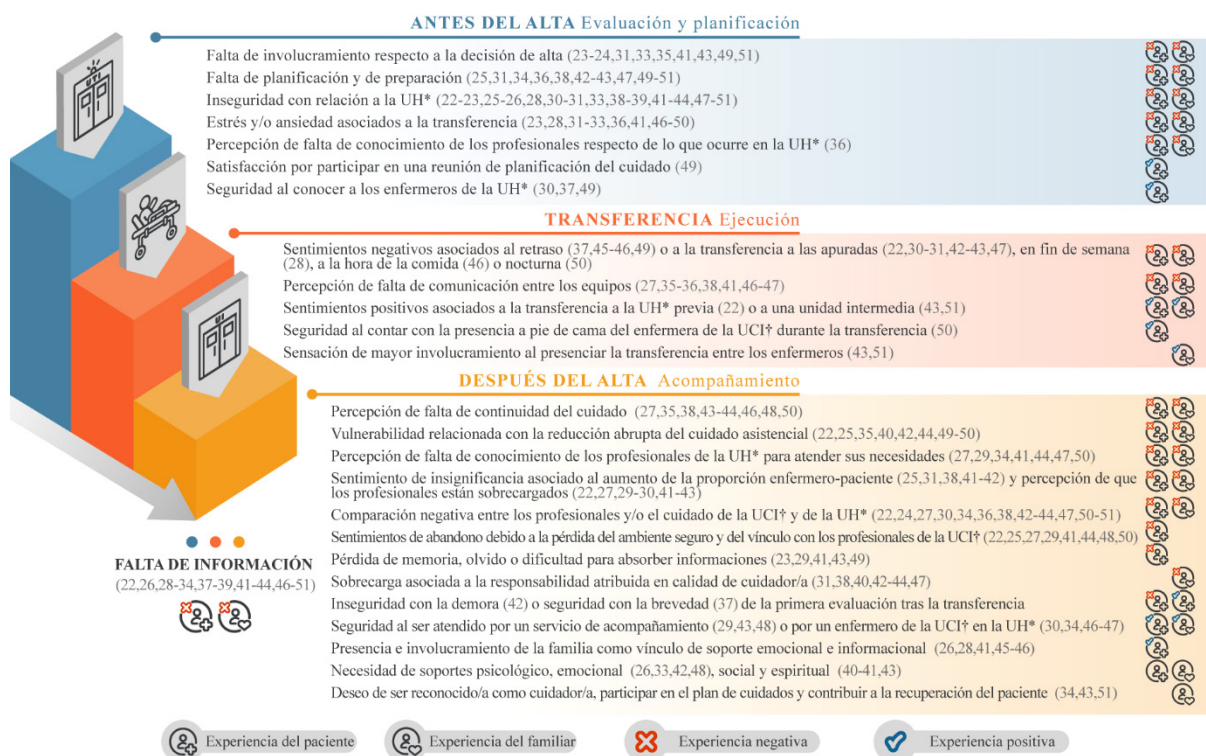 ANTES DEL ALTA Evaluación y planificación
Falta de involucramiento respecto a la decisión de alta (23-24,31,33,35,41,43,49,51)
Falta de planificación y de preparación (25,31,34,36,38,42-43,47,49-51)
Inseguridad con relación a la UH* (22-23,25-26,28,30-31,33,38-39,41-44,47-51)
Estrés y/o ansiedad asociados a la transferencia (23,28,31-33,36,41,46-50)
Percepción de falta de conocimiento de los profesionales respecto de lo que ocurre en la UH* (36)
Satisfacción por participar en una reunión de planificación del cuidado (49)
Seguridad al conocer a los enfermeros de la UH* (30,37,49)
UTI
TRANSFERENCIA Ejecución
Sentimientos negativos asociados al retraso (37,45-46,49) o a la transferencia a las apuradas (22,30-31,42-43,47), en fin de semana
(28), a la hora de la comida (46) o nocturna (50)
Percepción de falta de comunicación entre los equipos (27,35-36,38,41,46-47)
Sentimientos positivos asociados a la transferencia a la UH* previa (22) o a una unidad intermedia (43,51)
Seguridad al contar con la presencia a pie de cama del enfermera de la UCI† durante la transferencia (50)
Sensación de mayor involucramiento al presenciar la transferencia entre los enfermeros (43,51)
UI
DESPUÉS DEL ALTA Acompañamiento
Percepción de falta de continuidad del cuidado (27,35,38,43-44,46,48,50)
Vulnerabilidad relacionada con la reducción abrupta del cuidado asistencial (22,25,35,40,42,44,49-50)
Percepción de falta de conocimiento de los profesionales de la UH* para atender sus necesidades (27,29,34,41,44,47,50)
Sentimiento de insignificancia asociado al aumento de la proporción enfermero-paciente (25,31,38,41-42) y percepción de que
los profesionales están sobrecargados (22,27,29-30,41-43)
Comparación negativa entre los profesionales y/o el cuidado de la UCI† y de la UH* (22,24,27,30,34,36,38,42-44,47,50-51)
Sentimientos de abandono debido a la pérdida del ambiente seguro y del vínculo con los profesionales de la UCI† (22,25,27,29,41,44,48,50)
Pérdida de memoria, olvido o dificultad para absorber informaciones (23,29,41,43,49)
Sobrecarga asociada a la responsabilidad atribuida en calidad de cuidador/a (31,38,40,42-44,47)
Inseguridad con la demora (42) o seguridad con la brevedad (37) de la primera evaluación tras la transferencia
Seguridad al ser atendido por un servicio de acompañamiento (29,43,48) o por un enfermero de la UCI† en la UH* (30,34,46-47)
Presencia e involucramiento de la familia como vínculo de soporte emocional e informacional (26,28,41,45-46)
Necesidad de soportes psicológico, emocional (26,33,42,48), social y espiritual (40-41,43)
Deseo de ser reconocido/a como cuidador/a, participar en el plan de cuidados y contribuir a la recuperación del paciente (34,43,51)
FALTA DE INFORMACIÓN
(22,26,28-34,37-39,41-44,46-51)
Experiencia del paciente Experiencia del familiar Experiencia negativa Experiencia positiva